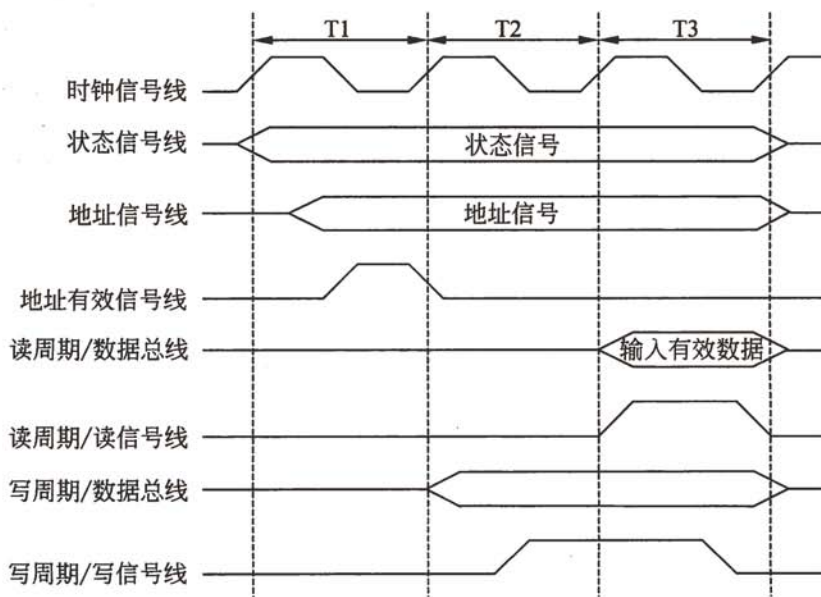 T1 T2 T3
时钟信号线
状态信号线 状态信号
地址信号线 地址信号
地址有效信号线
读周期/数据总线 输入有效数据
读周期/读信号线
写周期/数据总线
写周期/写信号线